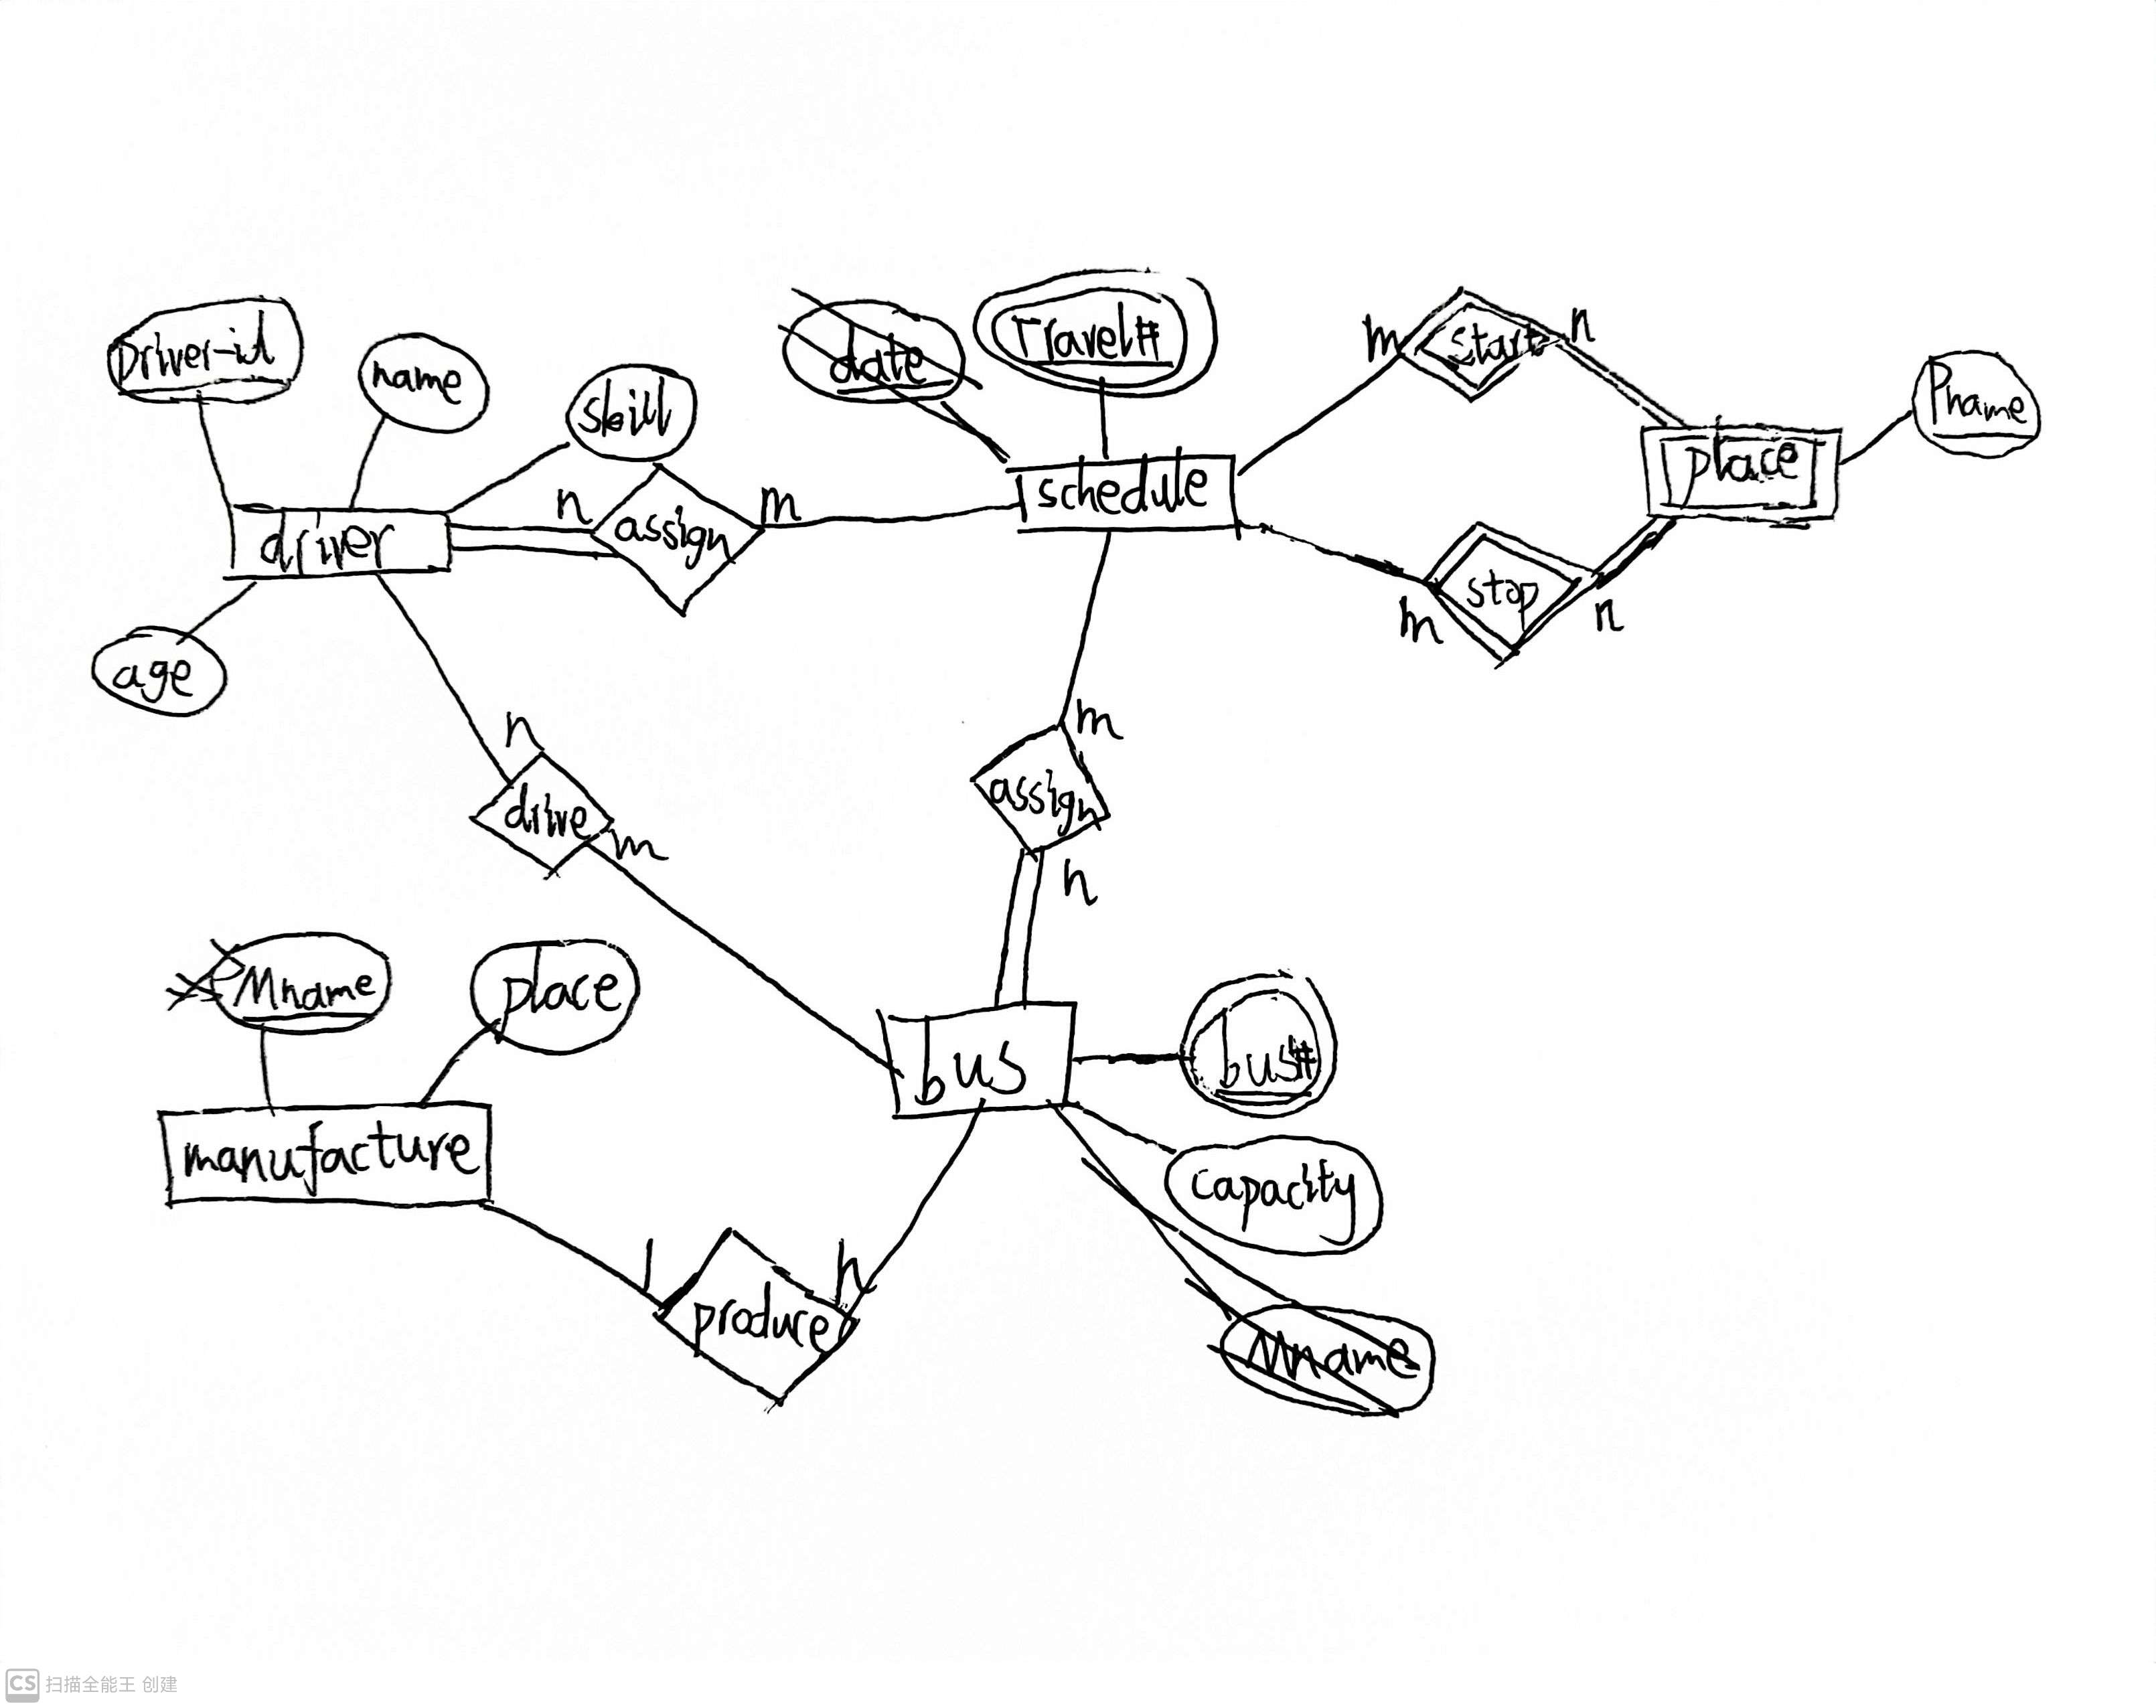 Driver-id
name
skill
date
Travel#
m
start
n
Pname
driver
n
assign
m
schedule
place
age
stop
m
n
n
drive
m
m
assign
n
Mname
place
bus
bus#
manufacture
capacity
1
produce
n
Mname
CS 扫描全能王 创建